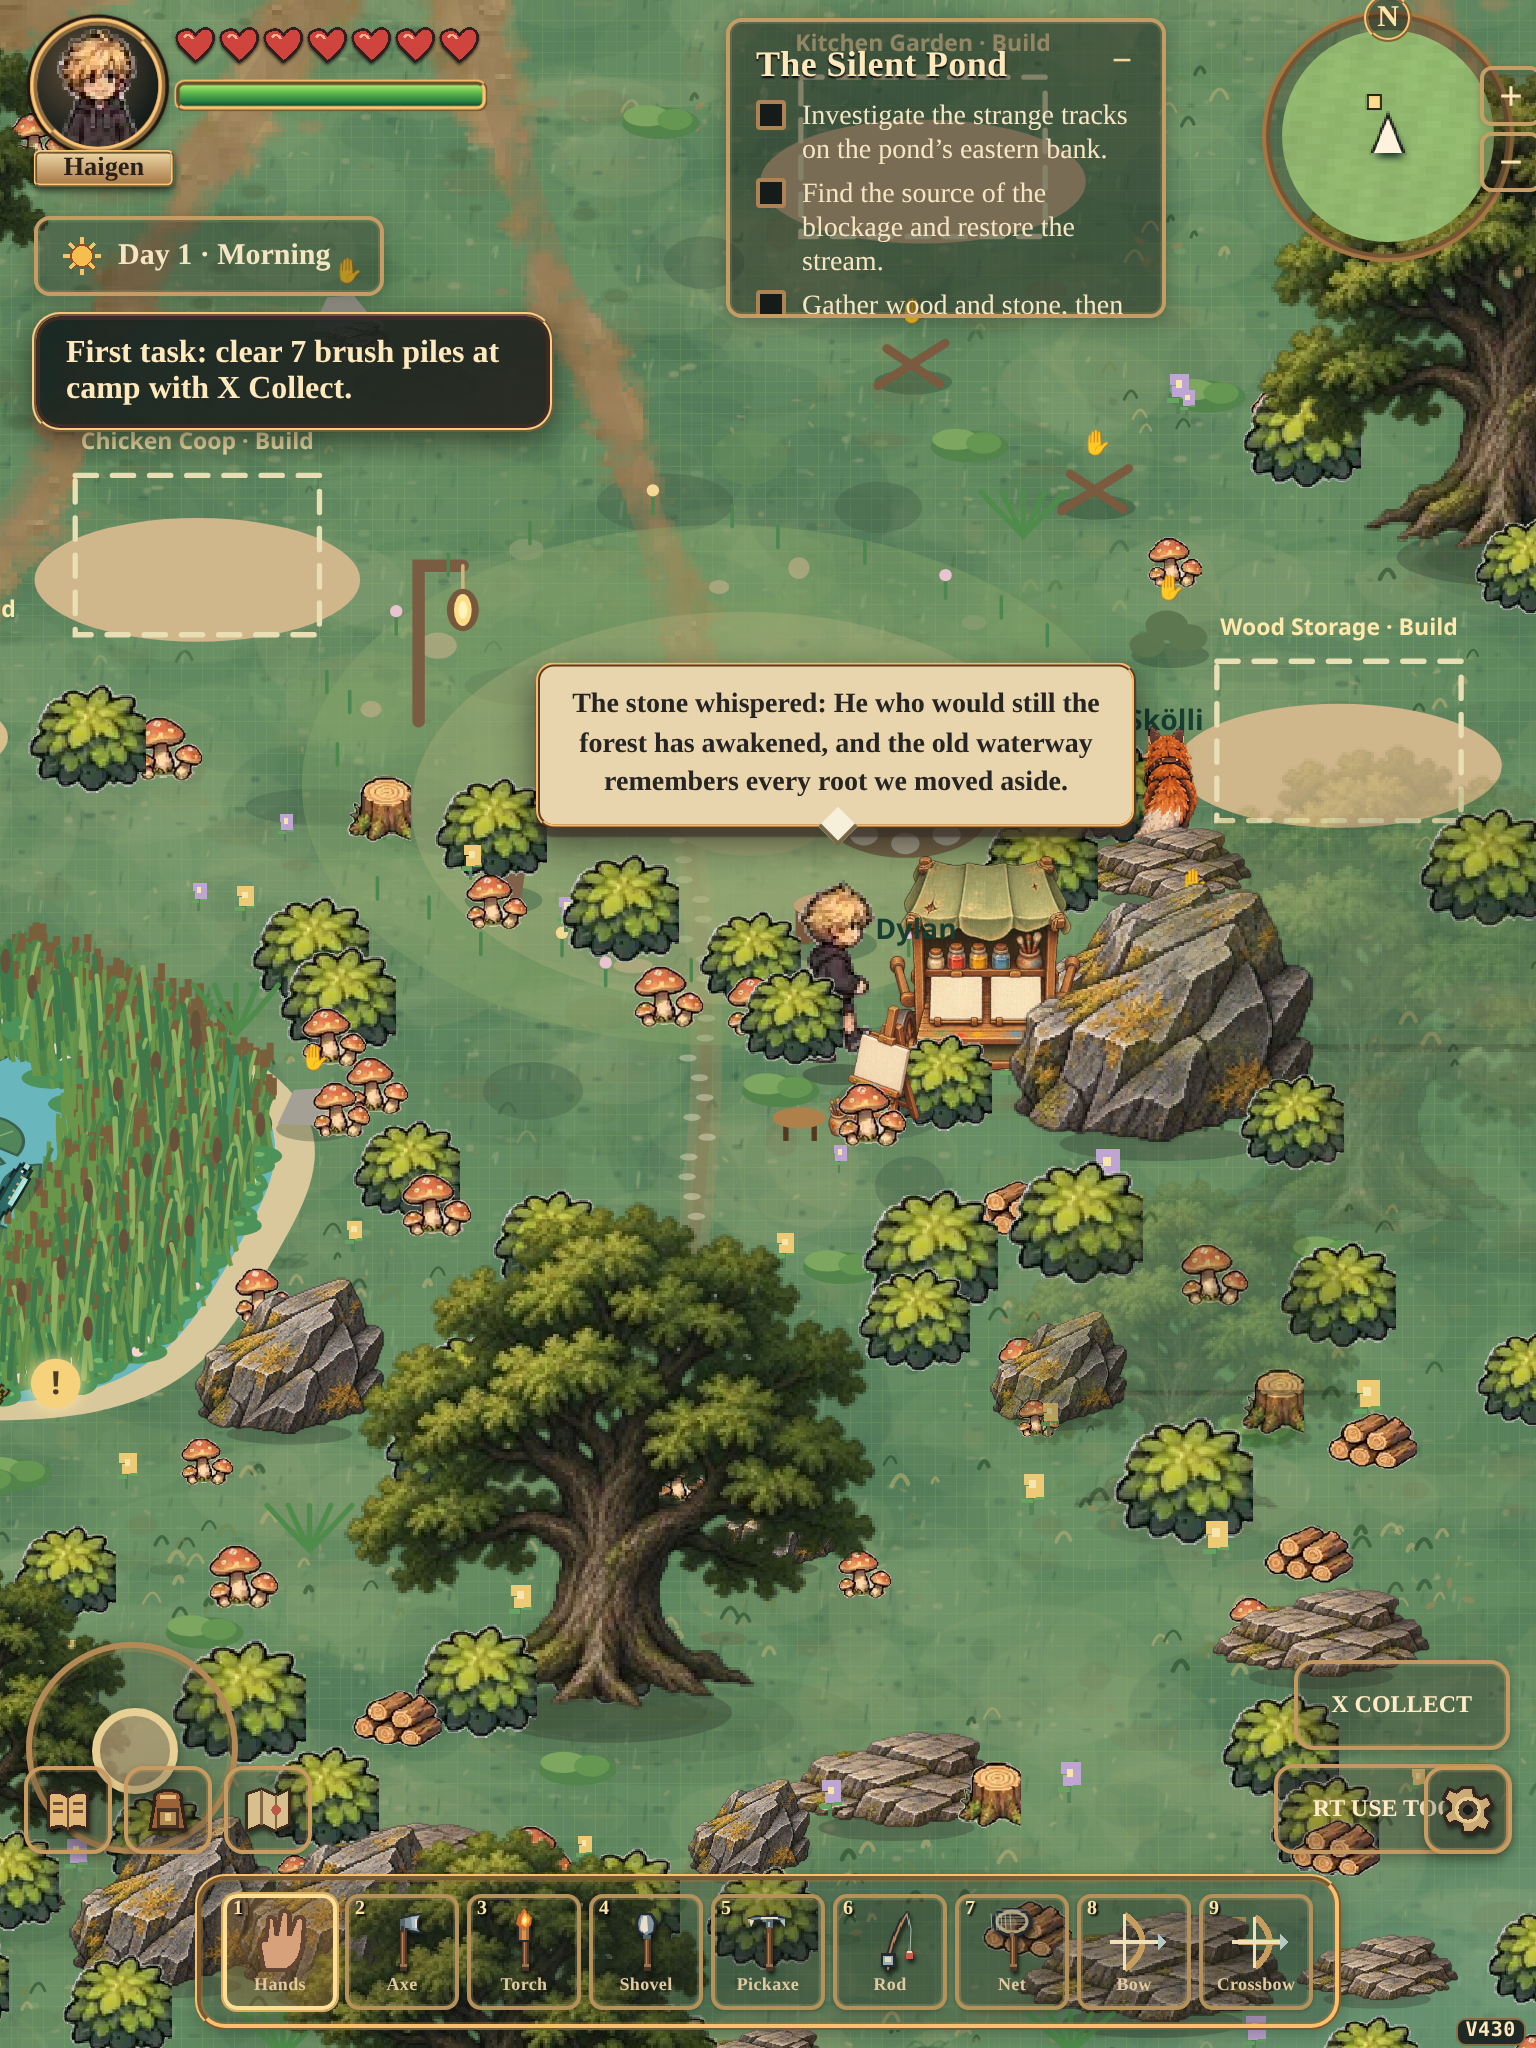 Haigen
Day 1 · Morning
First task: clear 7 brush piles at
camp with X Collect.
Kitchen Garden · Build
The Silent Pond
Investigate the strange tracks
on the pond’s eastern bank.
Find the source of the
blockage and restore the
stream.
Gather wood and stone, then
N
+
−
Chicken Coop · Build
d
Wood Storage · Build
Skölli
The stone whispered: He who would still the
forest has awakened, and the old waterway
remembers every root we moved aside.
Dylan
!
X COLLECT
RT USE TOO
1
Hands
2
Axe
3
Torch
4
Shovel
5
Pickaxe
6
Rod
7
Net
8
Bow
9
Crossbow
V430